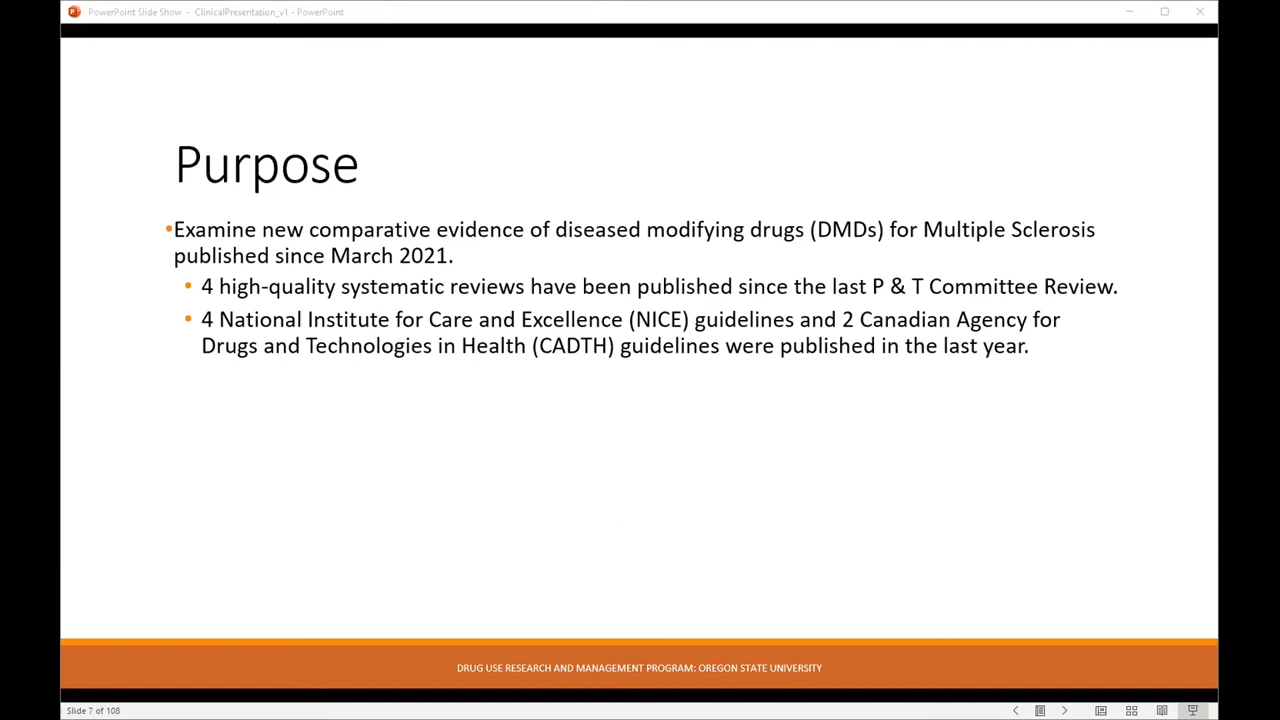 PowerPoint Slide Show - ClinicalPresentation_v1 - PowerPoint
Purpose
•Examine new comparative evidence of diseased modifying drugs (DMDs) for Multiple Sclerosis
published since March 2021.
• 4 high-quality systematic reviews have been published since the last P & T Committee Review.
• 4 National Institute for Care and Excellence (NICE) guidelines and 2 Canadian Agency for
Drugs and Technologies in Health (CADTH) guidelines were published in the last year.
DRUG USE RESEARCH AND MANAGEMENT PROGRAM: OREGON STATE UNIVERSITY
Slide 7 of 108